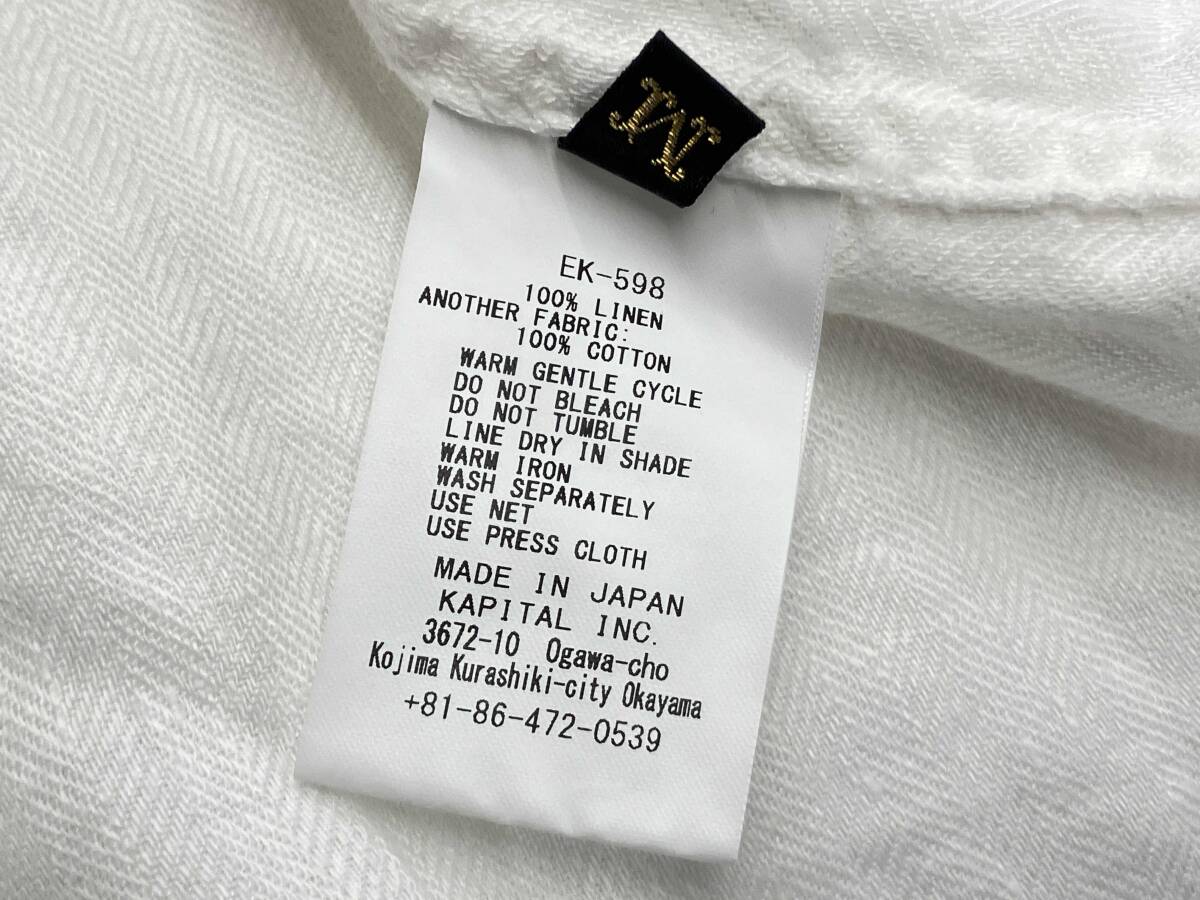 M
EK-598
100% LINEN
ANOTHER FABRIC:
100% COTTON
WARM GENTLE CYCLE
DO NOT BLEACH
DO NOT TUMBLE
LINE DRY IN SHADE
WARM IRON
WASH SEPARATELY
USE NET
USE PRESS CLOTH
MADE IN JAPAN
KAPITAL INC.
3672-10 Ogawa-cho
Kojima Kurashiki-city Okayama
+81-86-472-0539